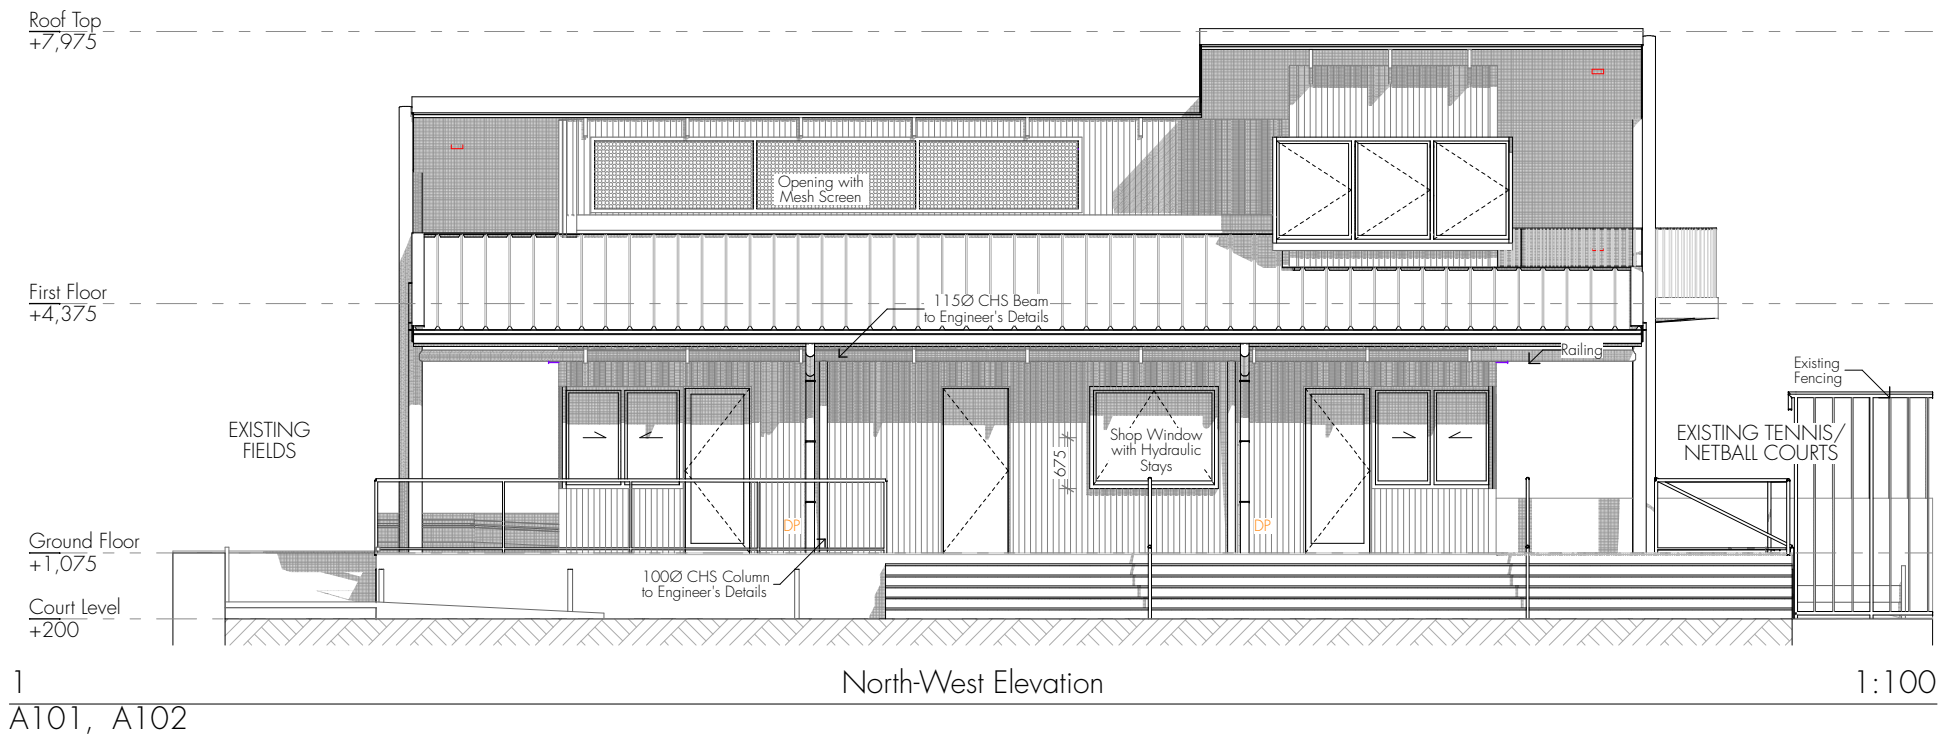 Roof Top
+7,975
Opening with
Mesh Screen
First Floor
+4,375
115Ø CHS Beam
to Engineer's Details
Railing
Existing
Fencing
EXISTING
FIELDS
675
Shop Window
with Hydraulic
Stays
EXISTING TENNIS/
NETBALL COURTS
DP
DP
Ground Floor
+1,075
100Ø CHS Column
to Engineer's Details
Court Level
+200
1
North-West Elevation
1:100
A101, A102